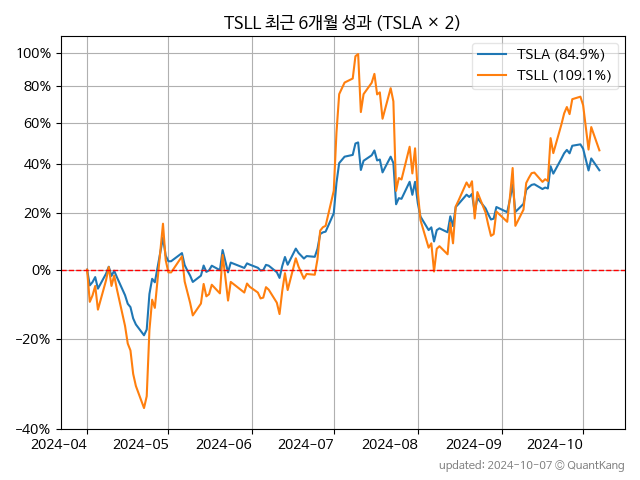 TSLL 최근 6개월 성과 (TSLA × 2)
TSLA (84.9%)
TSLL (109.1%)
100%
80%
60%
40%
20%
0%
−20%
−40%
2024−04 2024−05 2024−06 2024−07 2024−08 2024−09 2024−10
updated: 2024-10-07 © QuantKang